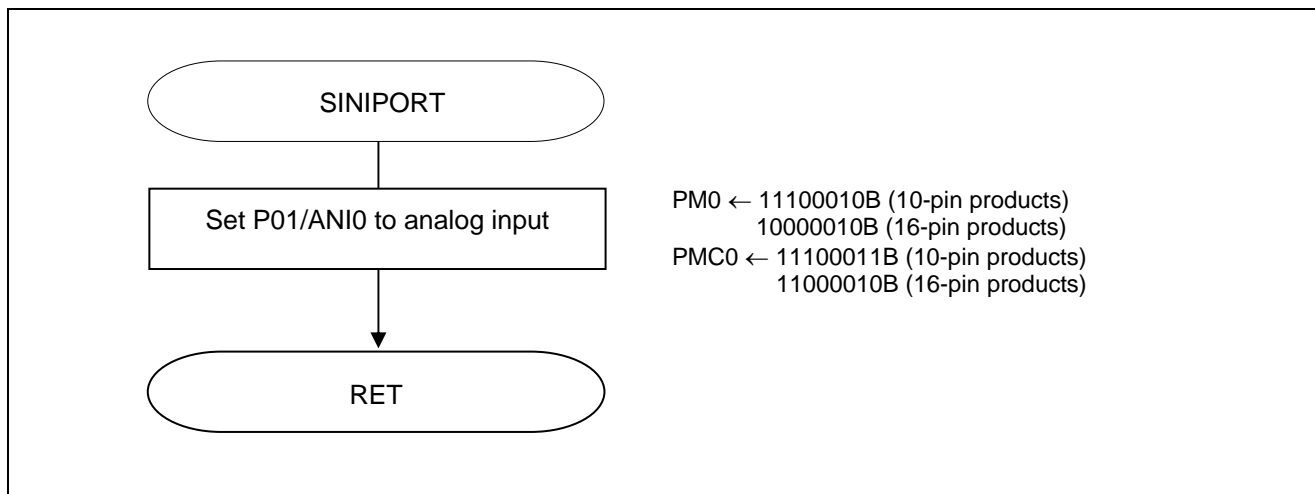 SINIPORT
Set P01/ANI0 to analog input
PM0 ← 11100010B (10-pin products)
10000010B (16-pin products)
PMC0 ← 11100011B (10-pin products)
11000010B (16-pin products)
RET